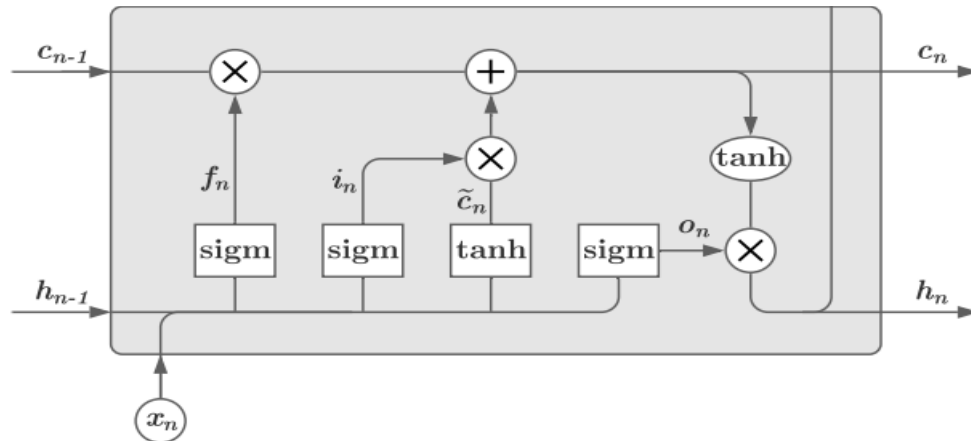 c_{n-1} × + c_n
tanh
f_n i_n × c̃_n
sigm sigm tanh sigm o_n ×
h_{n-1} h_n
x_n